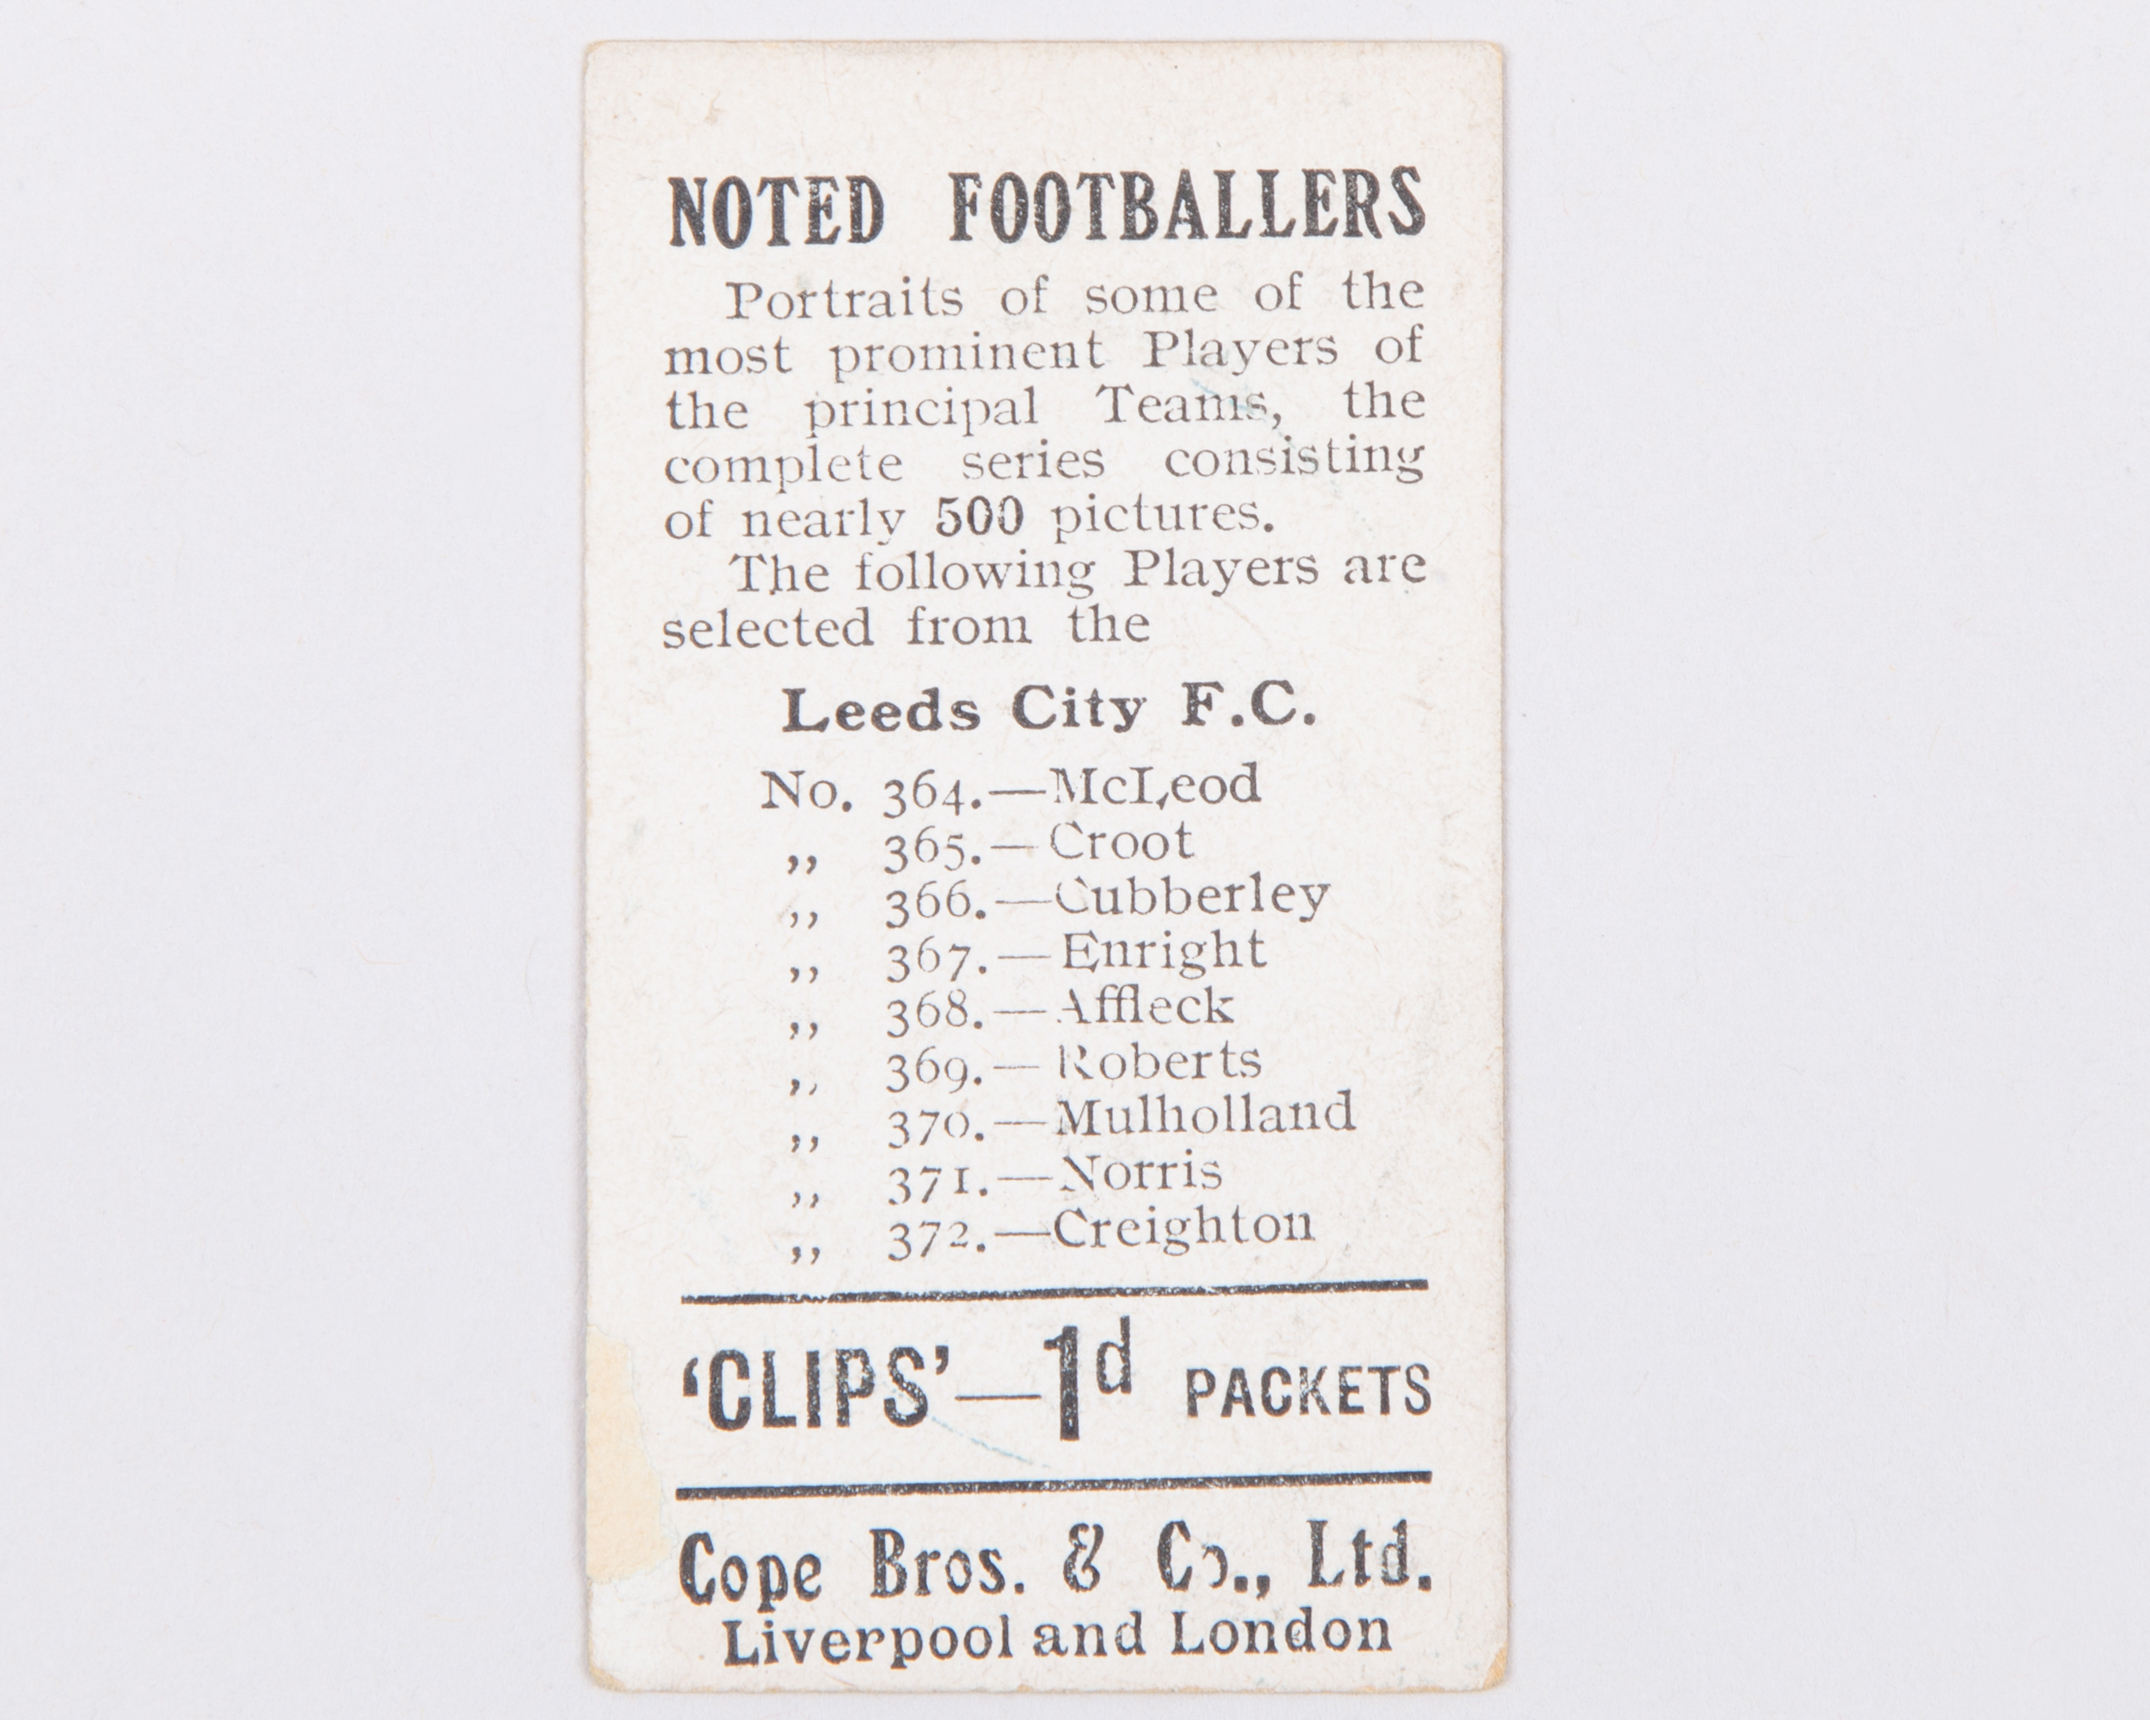 NOTED FOOTBALLERS
Portraits of some of the
most prominent Players of
the principal Teams, the
complete series consisting
of nearly 500 pictures.
The following Players are
selected from the
Leeds City F.C.
No. 364.—McLeod
„ 365.—Croot
„ 366.—Cubberley
„ 367.—Enright
„ 368.—Affleck
„ 369.—Roberts
„ 370.—Mulholland
„ 371.—Norris
„ 372.—Creighton
‘CLIPS’—1d PACKETS
Cope Bros. & Co., Ltd.
Liverpool and London